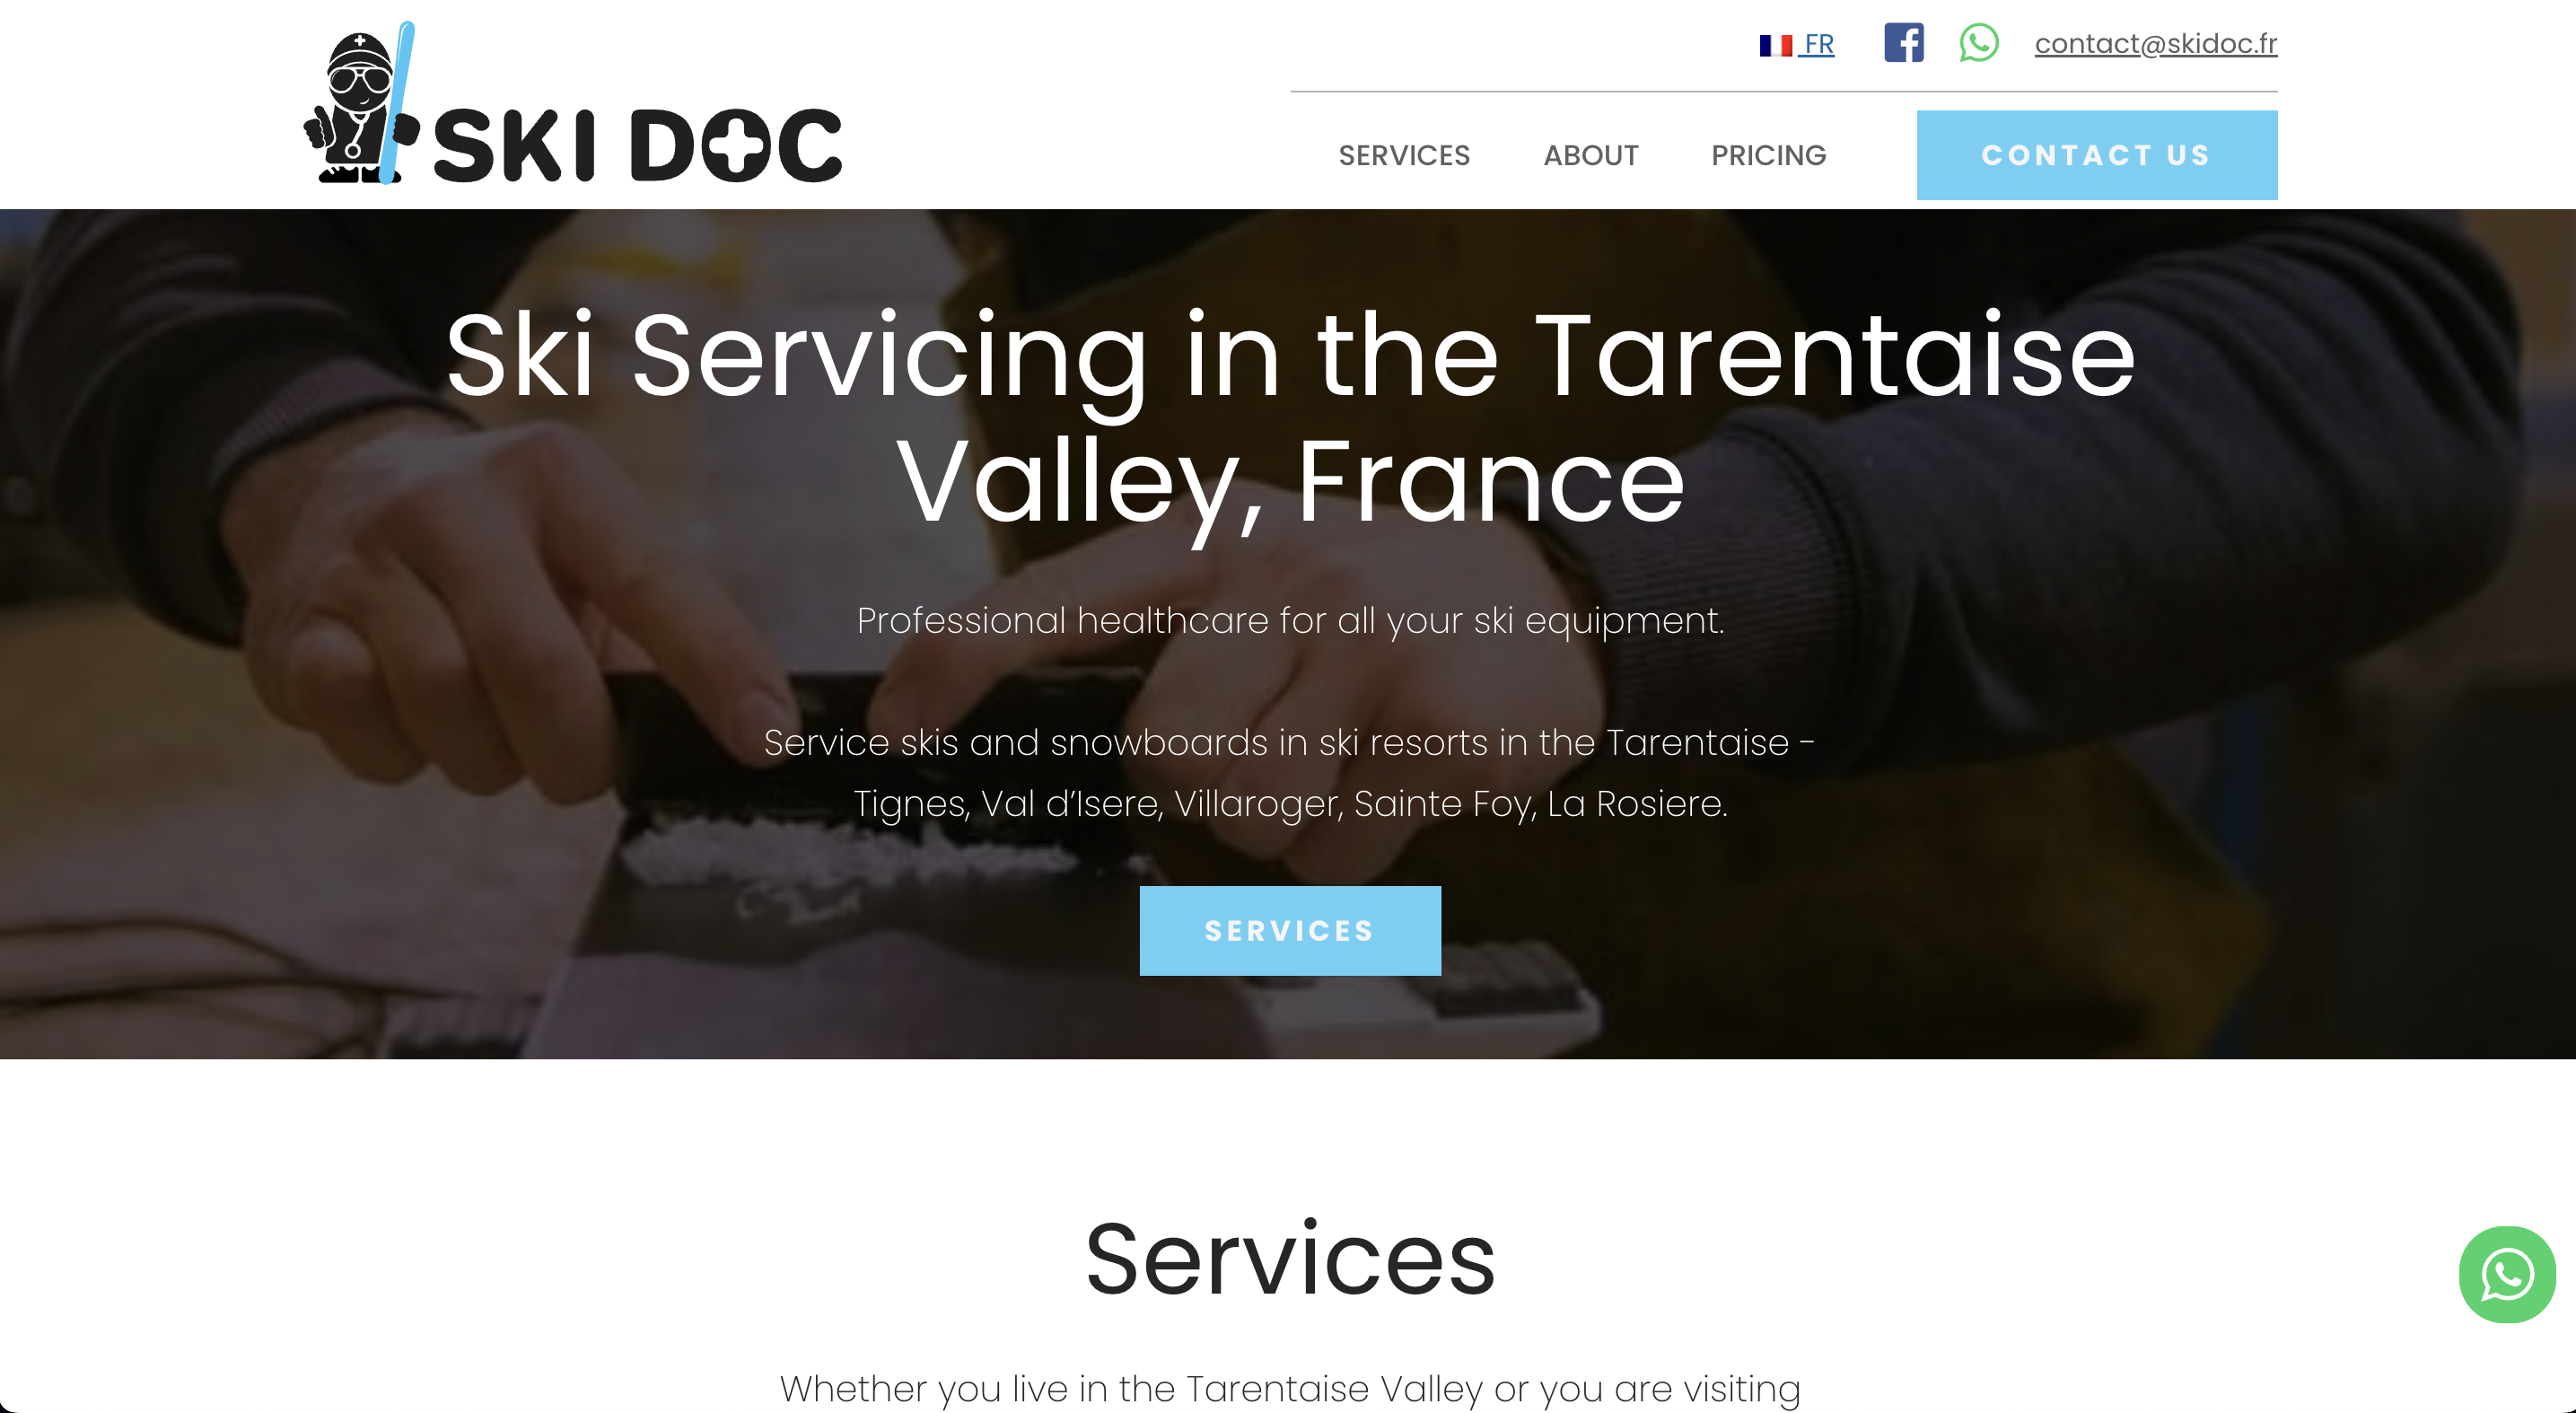 SKI DOC
FR
contact@skidoc.fr
SERVICES
ABOUT
PRICING
CONTACT US
Ski Servicing in the Tarentaise
Valley, France
Professional healthcare for all your ski equipment.
Service skis and snowboards in ski resorts in the Tarentaise -
Tignes, Val d’Isere, Villaroger, Sainte Foy, La Rosiere.
SERVICES
Services
Whether you live in the Tarentaise Valley or you are visiting